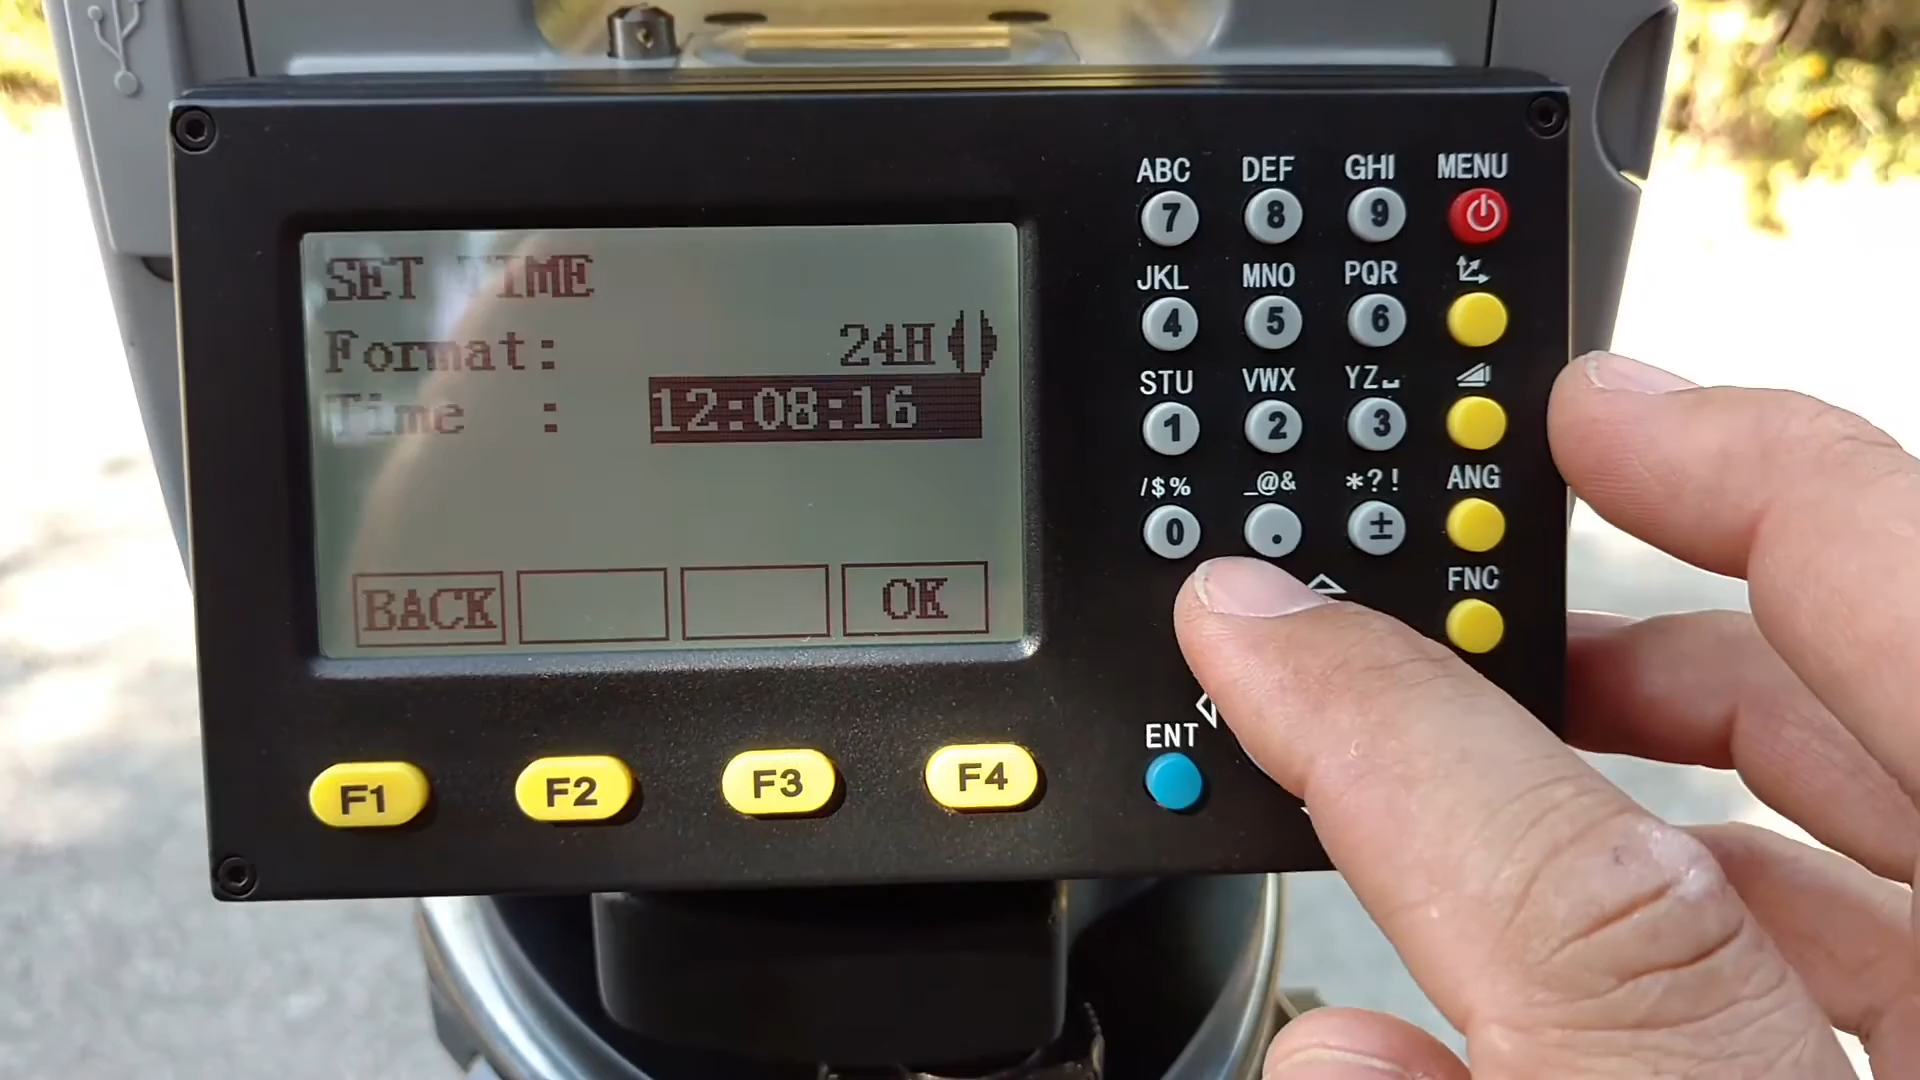 SET TIME
Format: 24H
Time : 12:08:16
BACK OK
F1 F2 F3 F4
ABC DEF GHI MENU
7 8 9
JKL MNO PQR
4 5 6
STU VWX YZ
1 2 3
/$% _@& *?! ANG
0 . ±
FNC
ENT